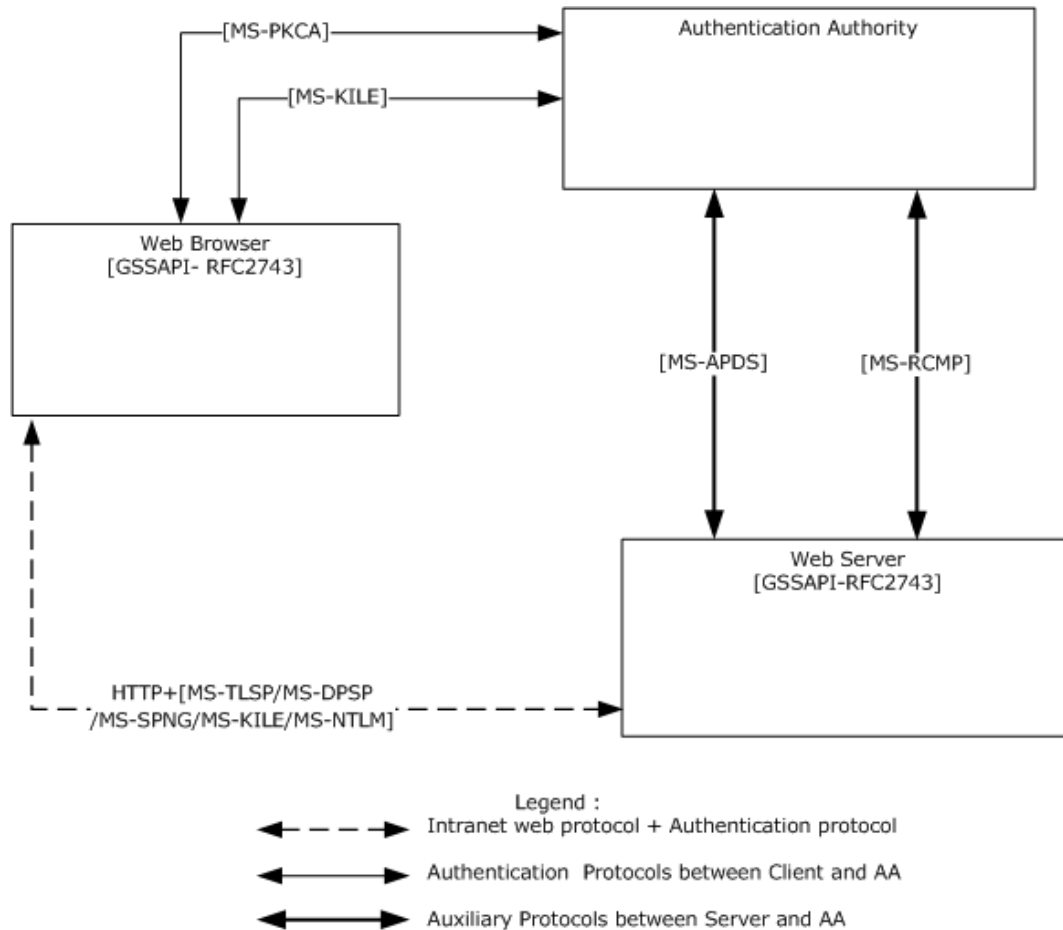 [MS-PKCA]
Authentication Authority
[MS-KILE]
Web Browser
[GSSAPI- RFC2743]
[MS-APDS]
[MS-RCMP]
Web Server
[GSSAPI-RFC2743]
HTTP+[MS-TLSP/MS-DPSP
/MS-SPNG/MS-KILE/MS-NTLM]
Legend :
Intranet web protocol + Authentication protocol
Authentication Protocols between Client and AA
Auxiliary Protocols between Server and AA